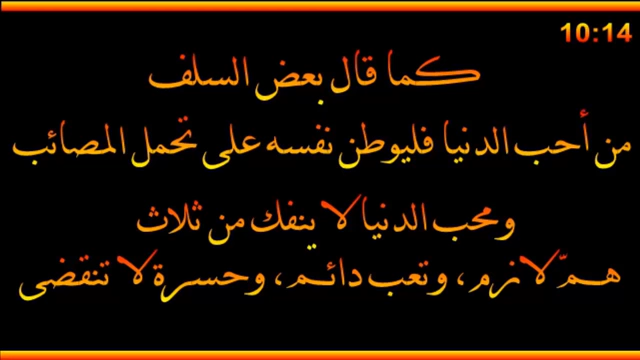 10:14
كما قال بعض السلف
من أحب الدنيا فليوطن نفسه على تحمل المصائب
ومحب الدنيا لا ينفك من ثلاث
همّ لازم، وتعب دائم، وحسرة لا تنقضى